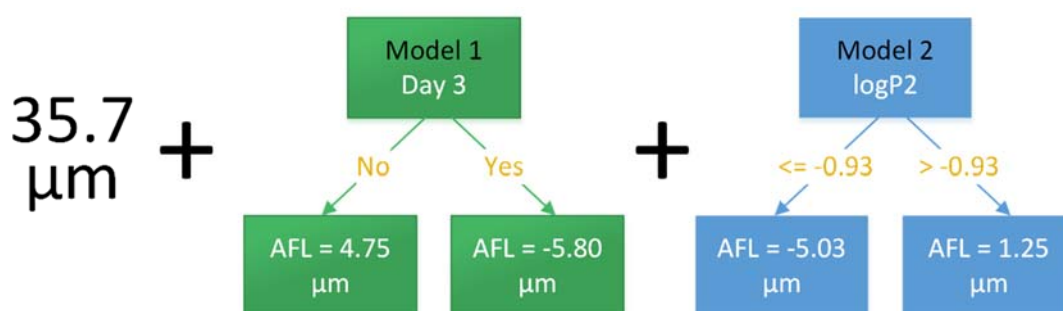 35.7
µm
+
Model 1
Day 3
No
Yes
AFL = 4.75
µm
AFL = -5.80
µm
+
Model 2
logP2
<= -0.93
> -0.93
AFL = -5.03
µm
AFL = 1.25
µm